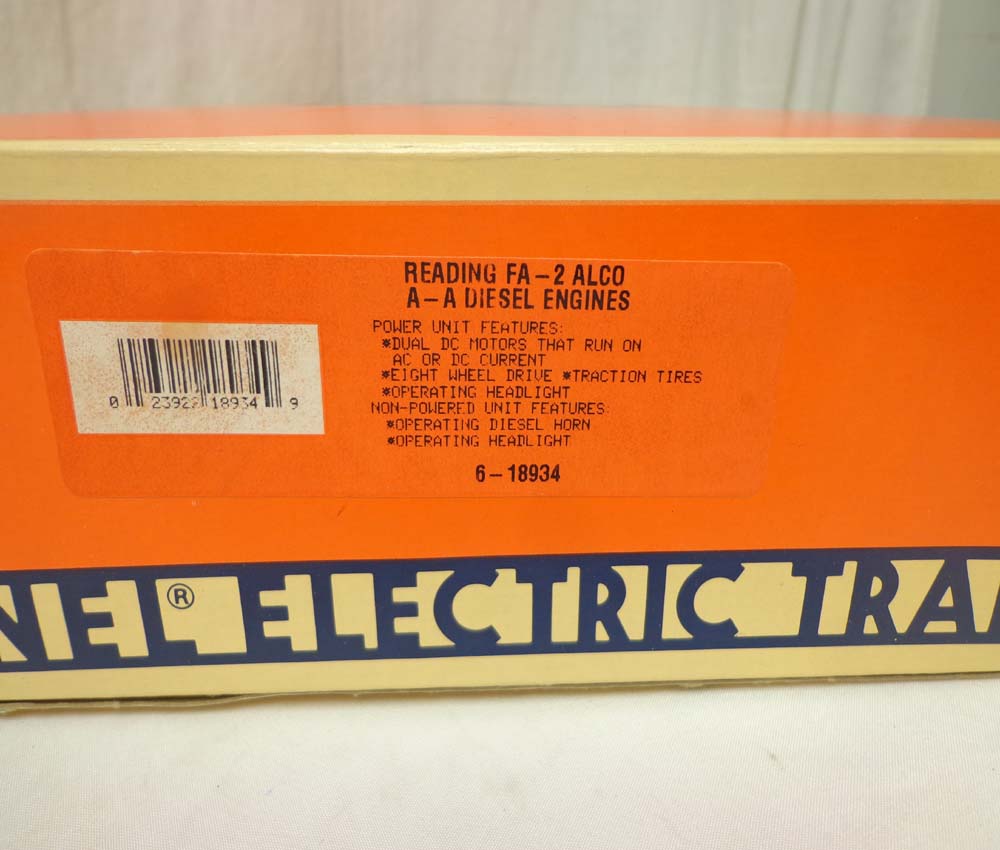 READING FA-2 ALCO
A-A DIESEL ENGINES
POWER UNIT FEATURES:
*DUAL DC MOTORS THAT RUN ON
AC OR DC CURRENT
*EIGHT WHEEL DRIVE *TRACTION TIRES
*OPERATING HEADLIGHT
NON-POWERED UNIT FEATURES:
*OPERATING DIESEL HORN
*OPERATING HEADLIGHT
6-18934
0 23922 18934 9
NEL® ELECTRIC TRA